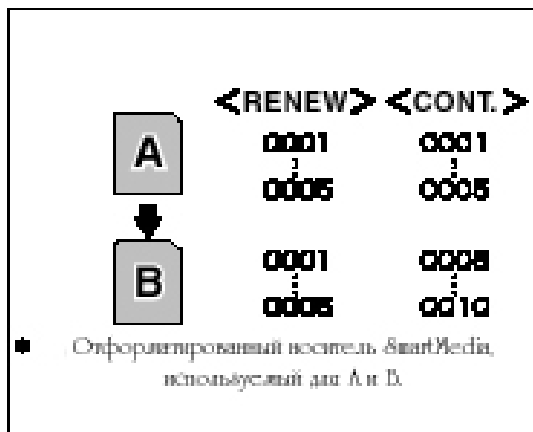 <RENEW> <CONT.>
A 0001 0001
0005 0005
B 0001 0006
0005 0010
Отформатированный носитель SmartMedia,
используемый для A и B.